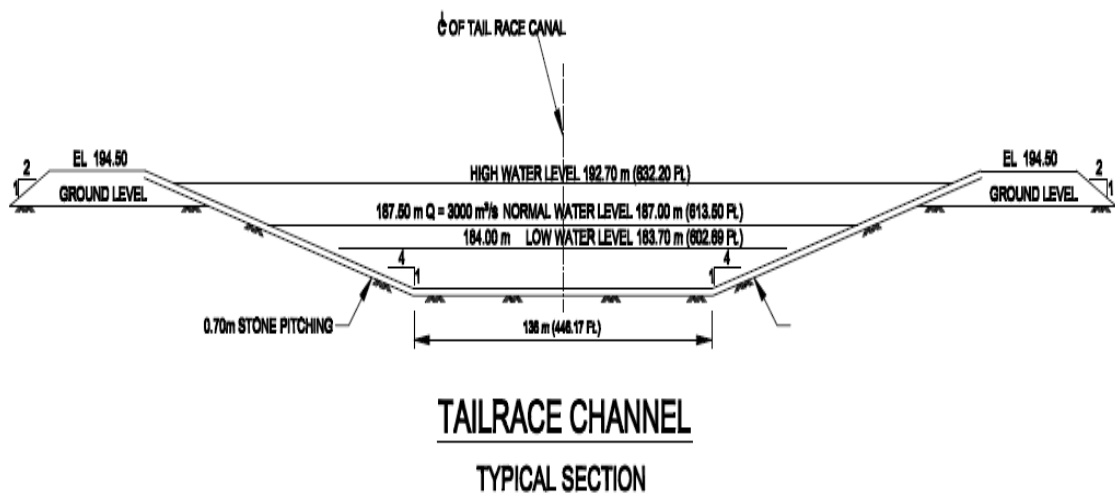 ℄ OF TAIL RACE CANAL
EL 194.50
EL 194.50
2
1
GROUND LEVEL
HIGH WATER LEVEL 192.70 m (632.20 Ft.)
GROUND LEVEL
2
1
187.50 m Q = 3000 m³/s NORMAL WATER LEVEL 187.00 m (613.50 Ft.)
184.00 m LOW WATER LEVEL 183.70 m (602.69 Ft.)
4
1
1
4
0.70m STONE PITCHING
136 m (446.17 Ft.)
TAILRACE CHANNEL
TYPICAL SECTION